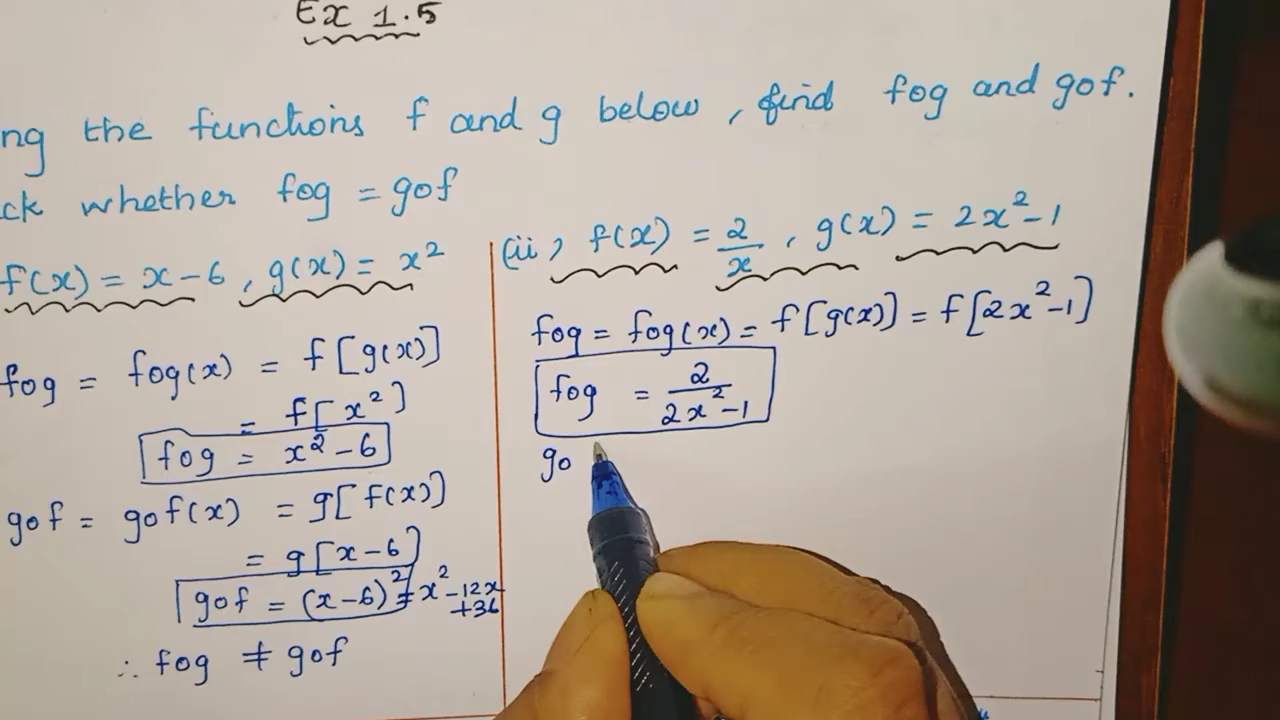 Ex 1.5
ng the functions f and g below, find fog and gof.
ck whether fog = gof
f(x) = x-6, g(x) = x²
fog = fog(x) = f[g(x)]
= f[x²]
fog = x²-6
gof = gof(x) = g[f(x)]
= g[x-6]
gof = (x-6)² = x²-12x
+36
∴ fog ≠ gof
(ii) f(x) = 2/x, g(x) = 2x²-1
fog = fog(x) = f[g(x)] = f[2x²-1]
fog = 2/(2x²-1)
go